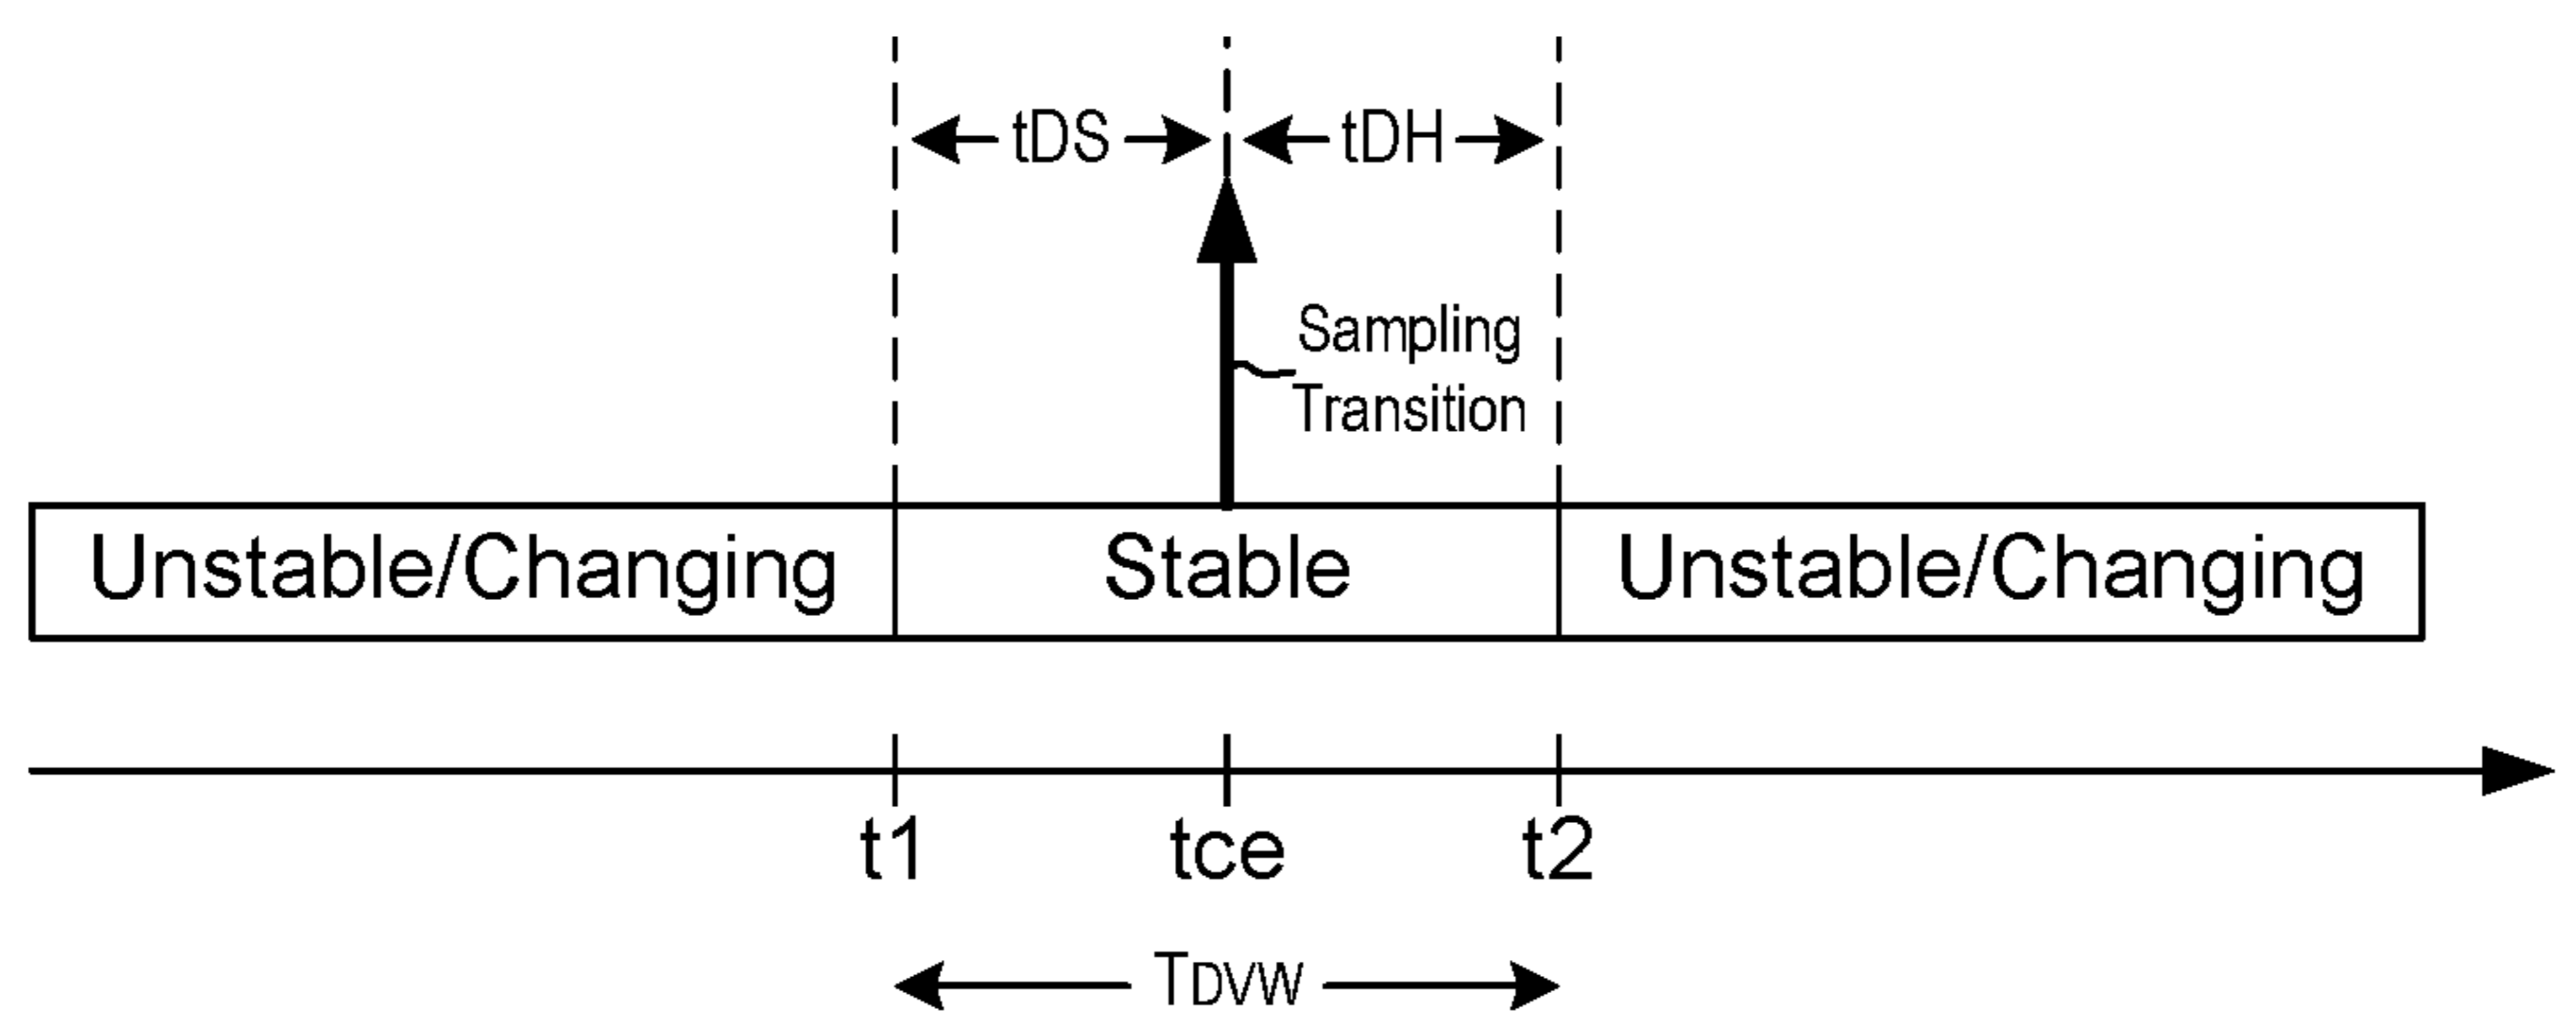 tDS tDH
Sampling
Transition
Unstable/Changing Stable Unstable/Changing
t1 tce t2
TDVW